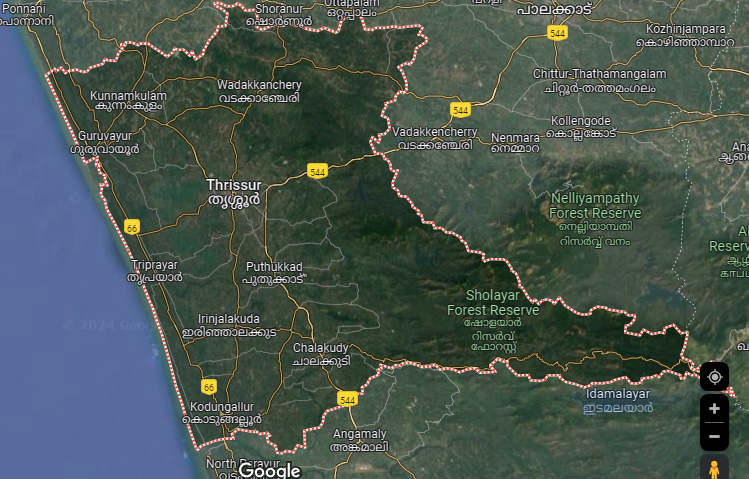 Ponnani
പൊന്നാനി
Shoranur
ഷൊർണൂർ
Ottapalam
ഒറ്റപ്പാലം
പാലക്കാട്
544
Kozhinjampara
കൊഴിഞ്ഞാമ്പാറ
Chittur-Thathamangalam
ചിറ്റൂർ-തത്തമംഗലം
Kunnamkulam
കുന്നംകുളം
Wadakkanchery
വടക്കാഞ്ചേരി
544
Kollengode
കൊല്ലങ്കോട്
Guruvayur
ഗുരുവായൂർ
Vadakkencherry
വടക്കഞ്ചേരി
Nenmara
നെന്മാറ
544
Thrissur
തൃശ്ശൂർ
Nelliyampathy
Forest Reserve
നെല്ലിയാമ്പതി
റിസർവ്വ് വനം
66
Triprayar
തൃപ്രയാർ
Puthukkad
പുതുക്കാട്
Sholayar
Forest Reserve
ഷോളയാർ
റിസർവ്
ഫോറസ്റ്റ്
Irinjalakuda
ഇരിഞ്ഞാലക്കുട
Chalakudy
ചാലക്കുടി
66
544
Idamalayar
ഇടമലയാർ
Kodungallur
കൊടുങ്ങല്ലൂർ
Angamaly
അങ്കമാലി
North Paravur
Google